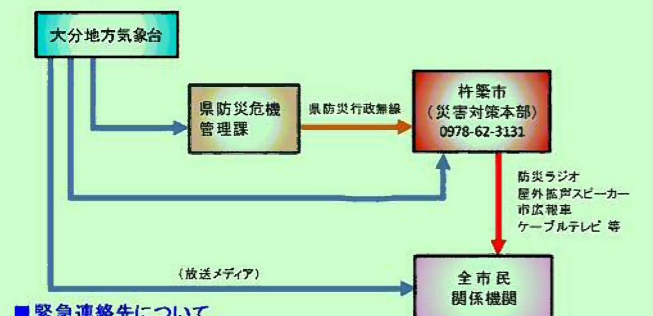 大分地方気象台
県防災危機
管理課
県防災行政無線
杵築市
(災害対策本部)
0978-62-3131
防災ラジオ
屋外拡声スピーカー
市広報車
ケーブルテレビ 等
(放送メディア)
全市民
関係機関
■緊急連絡先について